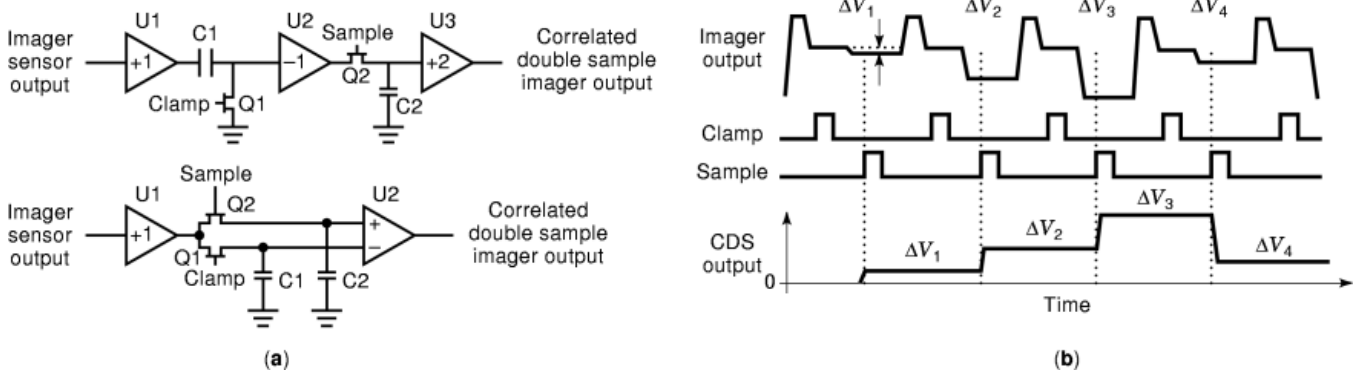 U1
C1
U2
Sample
U3
Imager
sensor
output
+1
−1
Q2
+2
Correlated
double sample
imager output
Clamp
Q1
C2
Sample
U1
Q2
U2
Imager
sensor
output
+1
Q1
Clamp
C1
C2
+
−
Correlated
double sample
imager output
(a)
ΔV1
ΔV2
ΔV3
ΔV4
Imager
output
Clamp
Sample
CDS
output
0
ΔV1
ΔV2
ΔV3
ΔV4
Time
(b)